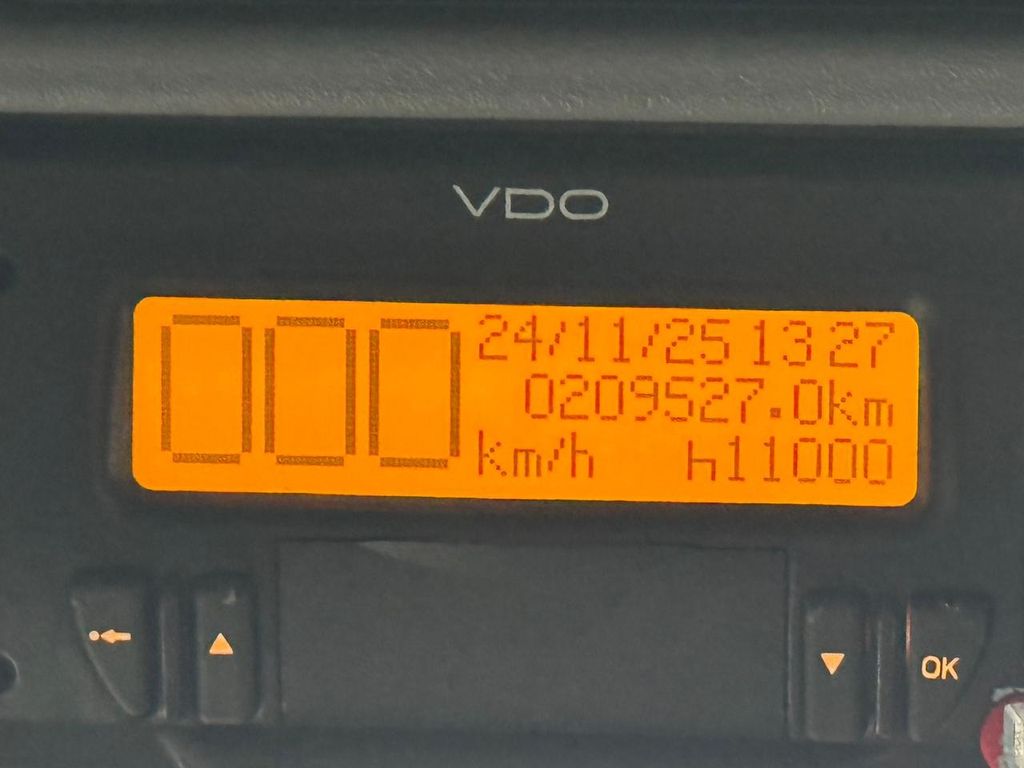 VDO
000
24/11/25 13 27
0209527.0km
km/h h11000
OK